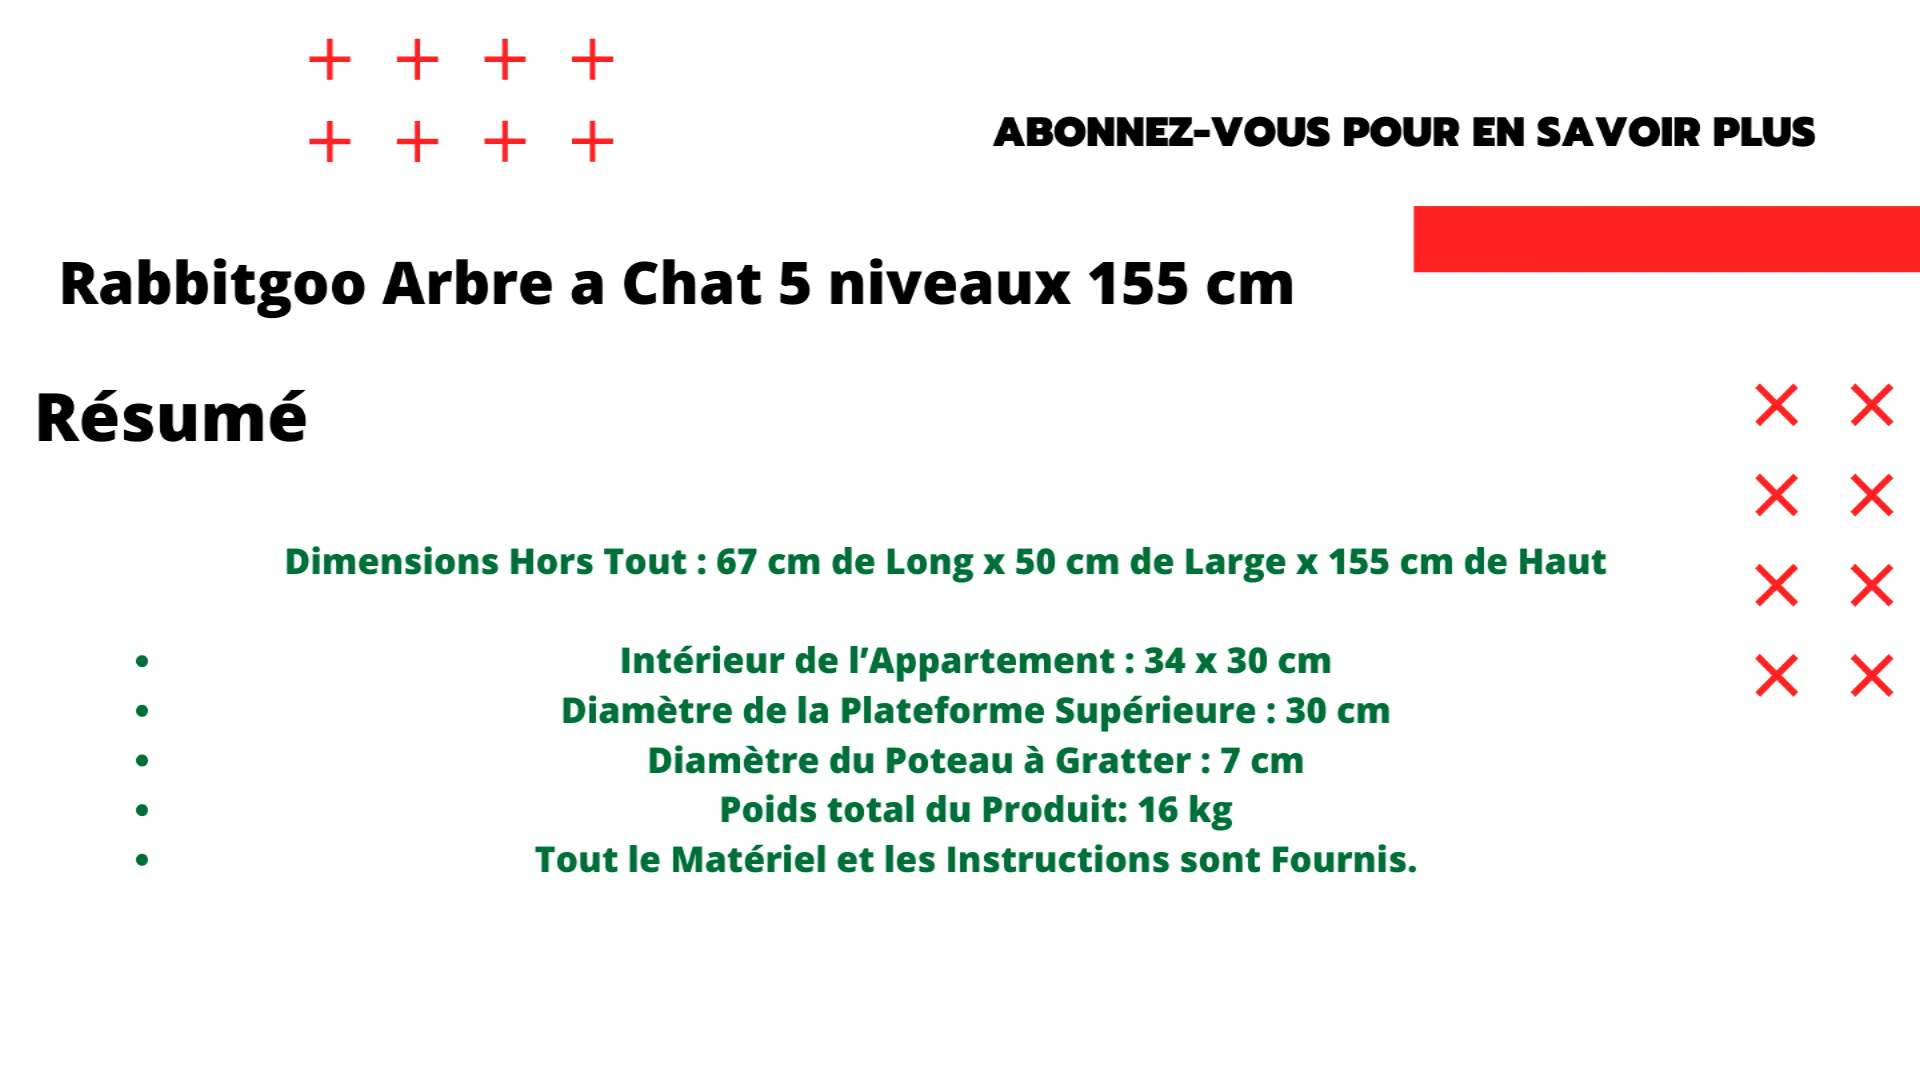 ABONNEZ-VOUS POUR EN SAVOIR PLUS
Rabbitgoo Arbre a Chat 5 niveaux 155 cm
Résumé
Dimensions Hors Tout : 67 cm de Long x 50 cm de Large x 155 cm de Haut
• Intérieur de l’Appartement : 34 x 30 cm
• Diamètre de la Plateforme Supérieure : 30 cm
• Diamètre du Poteau à Gratter : 7 cm
• Poids total du Produit: 16 kg
• Tout le Matériel et les Instructions sont Fournis.